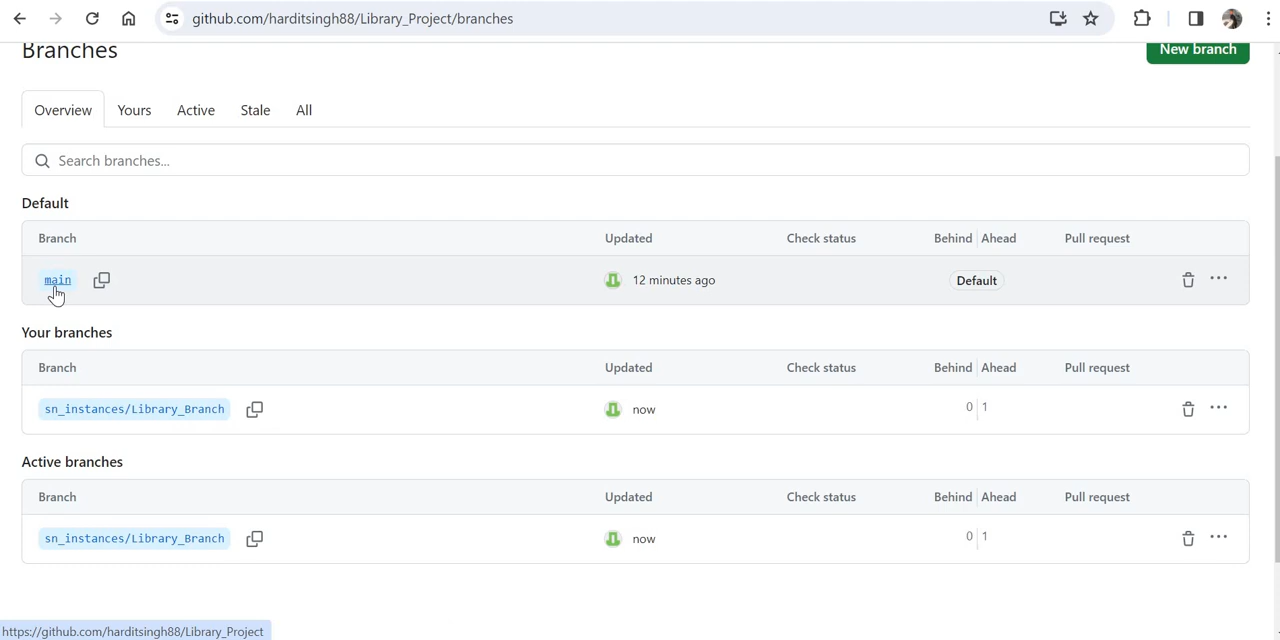 github.com/harditsingh88/Library_Project/branches
Branches
New branch
Overview Yours Active Stale All
Search branches...
Default
Branch Updated Check status Behind Ahead Pull request
main 12 minutes ago Default
Your branches
Branch Updated Check status Behind Ahead Pull request
sn_instances/Library_Branch now 0 1
Active branches
Branch Updated Check status Behind Ahead Pull request
sn_instances/Library_Branch now 0 1
https://github.com/harditsingh88/Library_Project